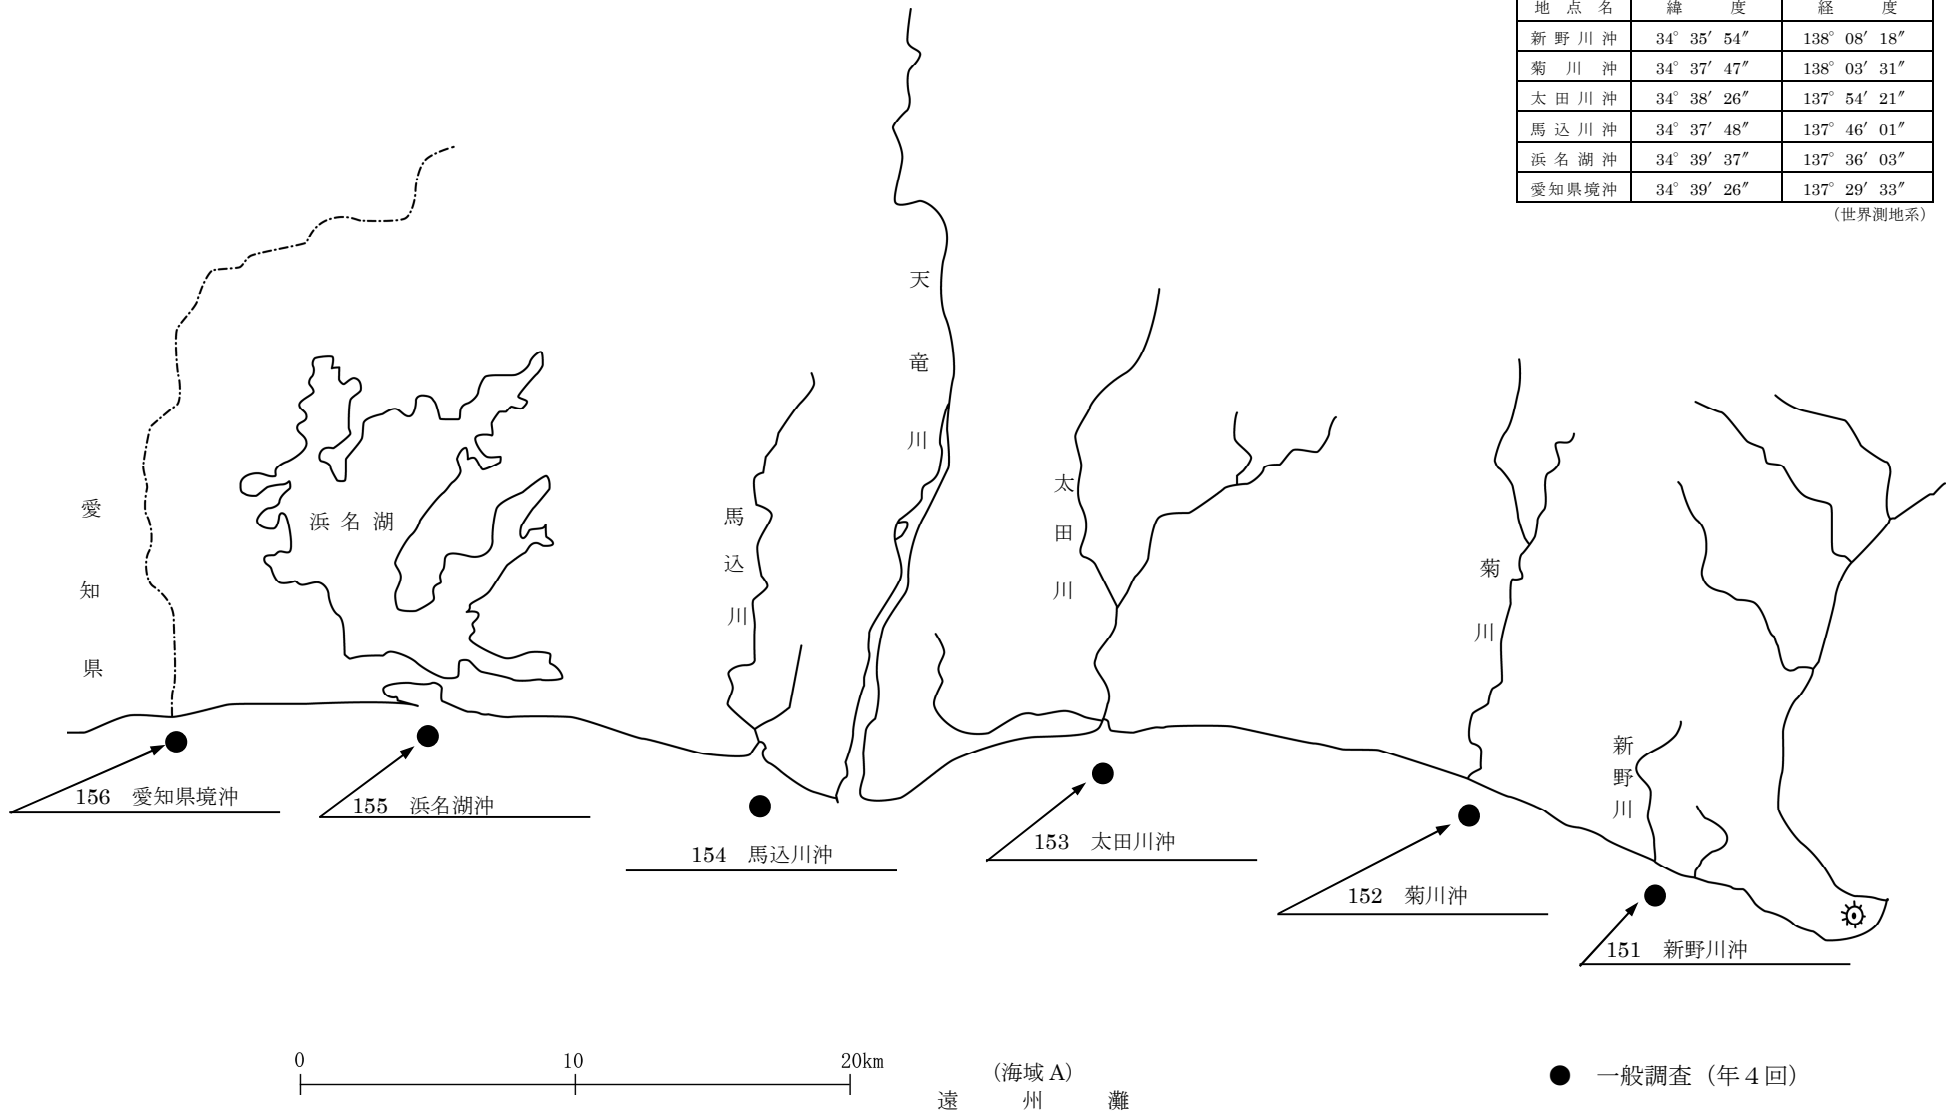 地点名 緯度 経度
新野川沖 34° 35′ 54″ 138° 08′ 18″
菊川沖 34° 37′ 47″ 138° 03′ 31″
太田川沖 34° 38′ 26″ 137° 54′ 21″
馬込川沖 34° 37′ 48″ 137° 46′ 01″
浜名湖沖 34° 39′ 37″ 137° 36′ 03″
愛知県境沖 34° 39′ 26″ 137° 29′ 33″
（世界測地系）
天竜川
太田川
浜名湖
馬込川
愛知県
菊川
新野川
156 愛知県境沖
155 浜名湖沖
154 馬込川沖
153 太田川沖
152 菊川沖
151 新野川沖
0 10 20km
（海域 A）
遠州灘
● 一般調査（年４回）